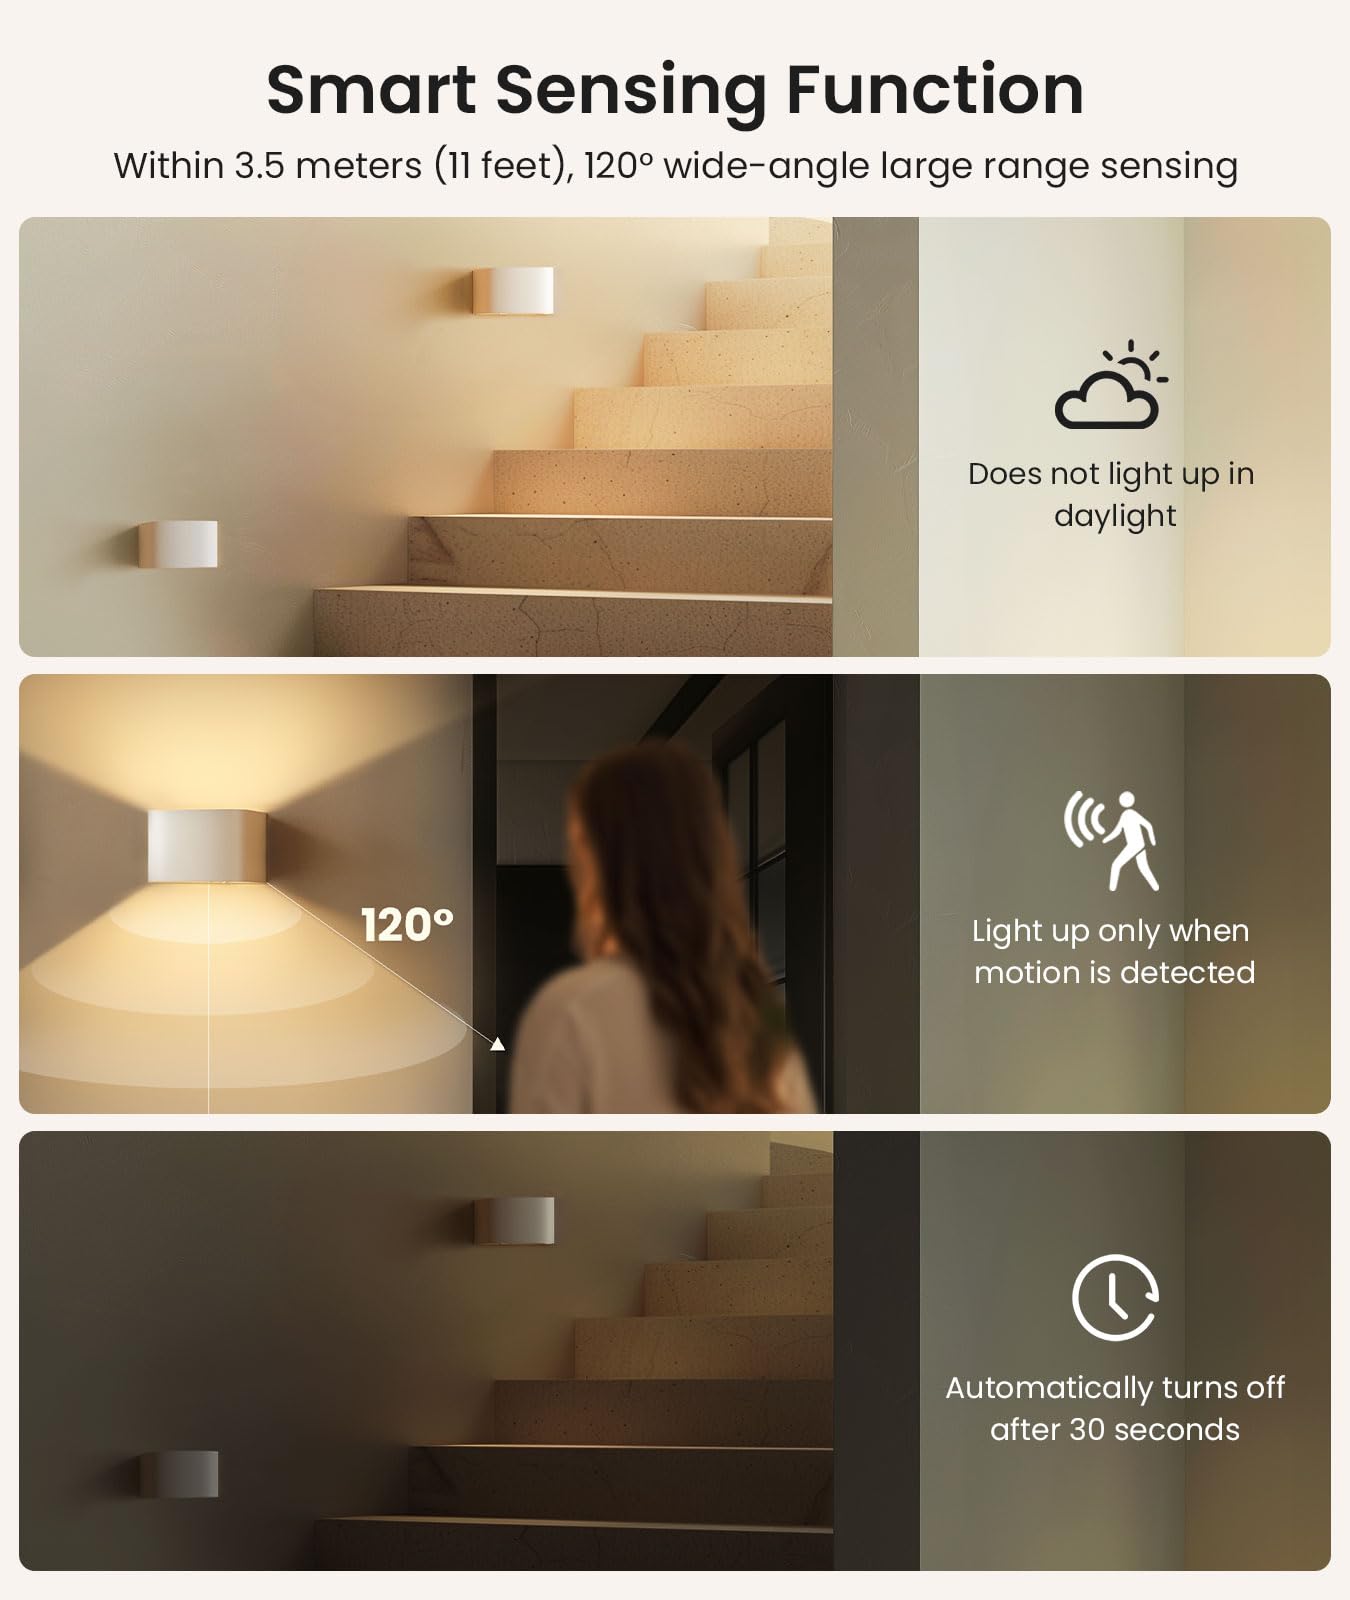 Smart Sensing Function
Within 3.5 meters (11 feet), 120° wide-angle large range sensing
Does not light up in
daylight
120°
Light up only when
motion is detected
Automatically turns off
after 30 seconds